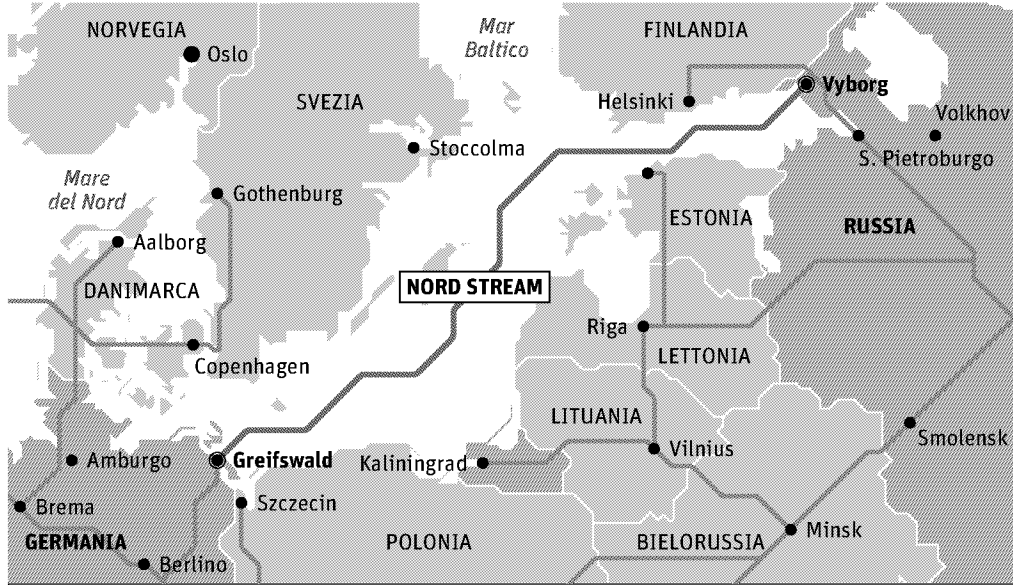 NORVEGIA
Oslo
Mar
Baltico
FINLANDIA
SVEZIA
Helsinki
Vyborg
Volkhov
Stoccolma
S. Pietroburgo
Mare
del Nord
Gothenburg
ESTONIA
RUSSIA
Aalborg
DANIMARCA
NORD STREAM
Riga
LETTONIA
Copenhagen
LITUANIA
Smolensk
Vilnius
Amburgo
Greifswald
Kaliningrad
Brema
Szczecin
GERMANIA
POLONIA
BIELORUSSIA
Minsk
Berlino